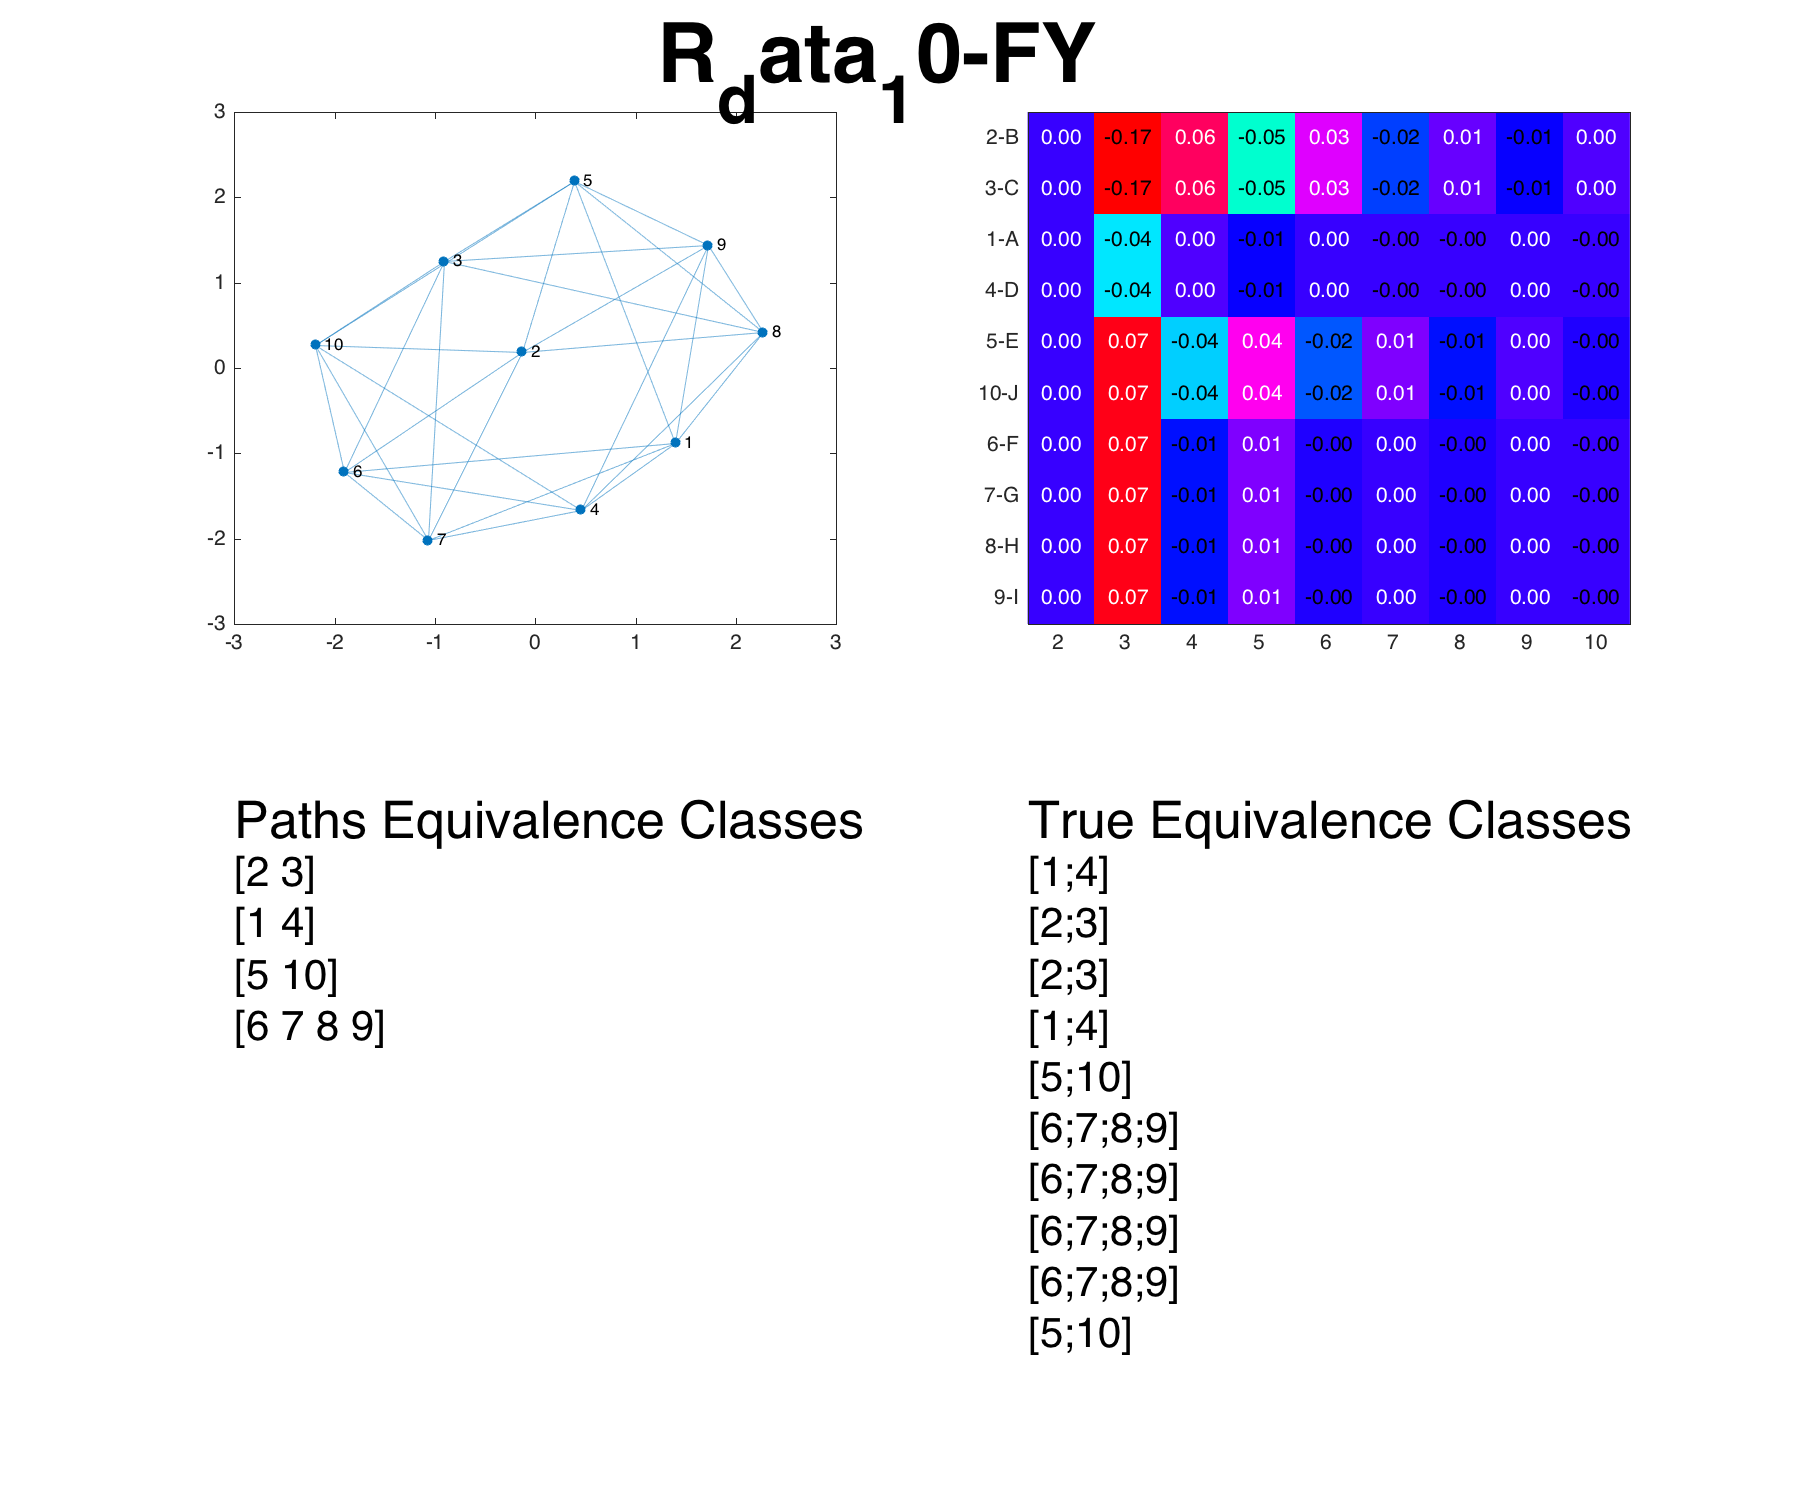 R_data_10-FY
3
2
1
0
-1
-2
-3
-3 -2 -1 0 1 2 3
5
9
3
8
10
2
1
6
4
7
2-B 0.00 -0.17 0.06 -0.05 0.03 -0.02 0.01 -0.01 0.00
3-C 0.00 -0.17 0.06 -0.05 0.03 -0.02 0.01 -0.01 0.00
1-A 0.00 -0.04 0.00 -0.01 0.00 -0.00 -0.00 0.00 -0.00
4-D 0.00 -0.04 0.00 -0.01 0.00 -0.00 -0.00 0.00 -0.00
5-E 0.00 0.07 -0.04 0.04 -0.02 0.01 -0.01 0.00 -0.00
10-J 0.00 0.07 -0.04 0.04 -0.02 0.01 -0.01 0.00 -0.00
6-F 0.00 0.07 -0.01 0.01 -0.00 0.00 -0.00 0.00 -0.00
7-G 0.00 0.07 -0.01 0.01 -0.00 0.00 -0.00 0.00 -0.00
8-H 0.00 0.07 -0.01 0.01 -0.00 0.00 -0.00 0.00 -0.00
9-I 0.00 0.07 -0.01 0.01 -0.00 0.00 -0.00 0.00 -0.00
2 3 4 5 6 7 8 9 10
Paths Equivalence Classes
[2 3]
[1 4]
[5 10]
[6 7 8 9]
True Equivalence Classes
[1;4]
[2;3]
[2;3]
[1;4]
[5;10]
[6;7;8;9]
[6;7;8;9]
[6;7;8;9]
[6;7;8;9]
[5;10]